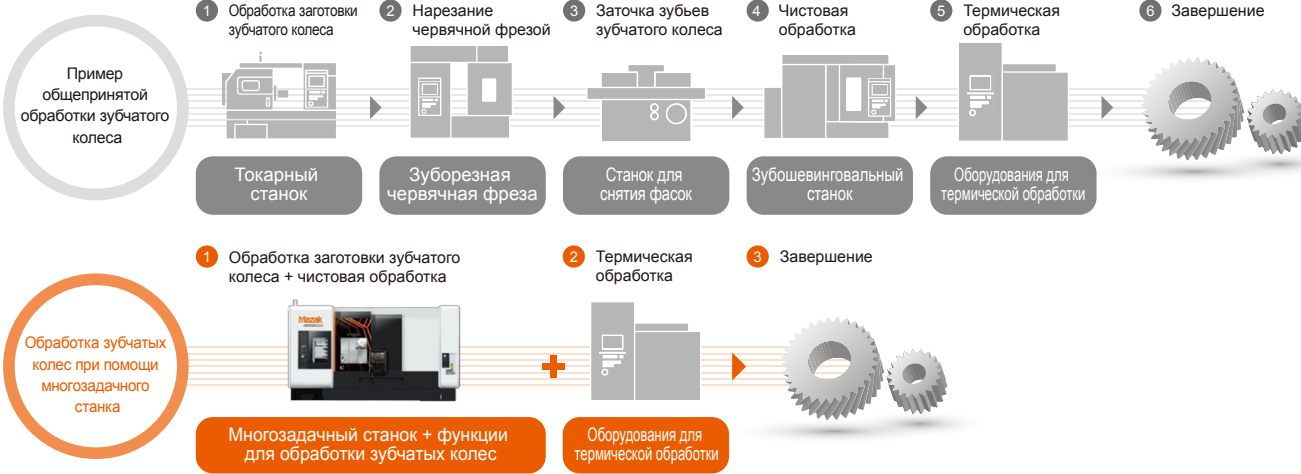 1 Обработка заготовки
зубчатого колеса
2 Нарезание
червячной фрезой
3 Заточка зубьев
зубчатого колеса
4 Чистовая
обработка
5 Термическая
обработка
6 Завершение
Пример
общепринятой
обработки зубчатого
колеса
Токарный
станок
Зуборезная
червячная фреза
Станок для
снятия фасок
Зубошевинговальный
станок
Оборудования для
термической обработки
1 Обработка заготовки зубчатого
колеса + чистовая обработка
2 Термическая
обработка
3 Завершение
Обработка зубчатых
колес при помощи
многозадачного
станка
Mazak
Многозадачный станок + функции
для обработки зубчатых колес
Оборудования для
термической обработки